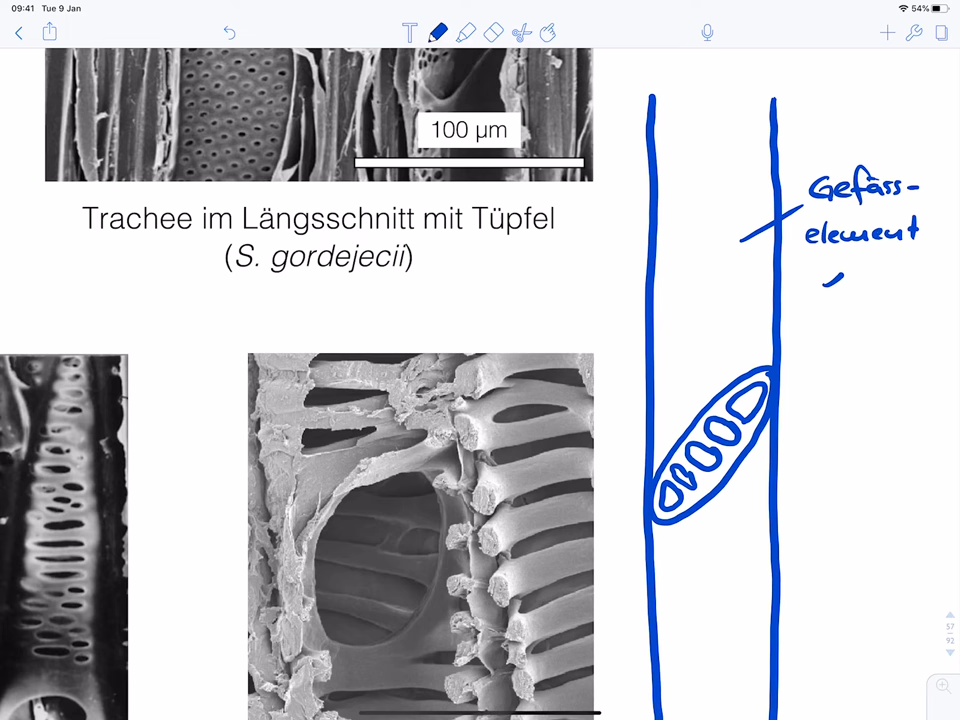 09:41 Tue 9 Jan
54%
T
100 µm
Trachee im Längsschnitt mit Tüpfel
(S. gordejecii)
Gefäss-
element
57
92